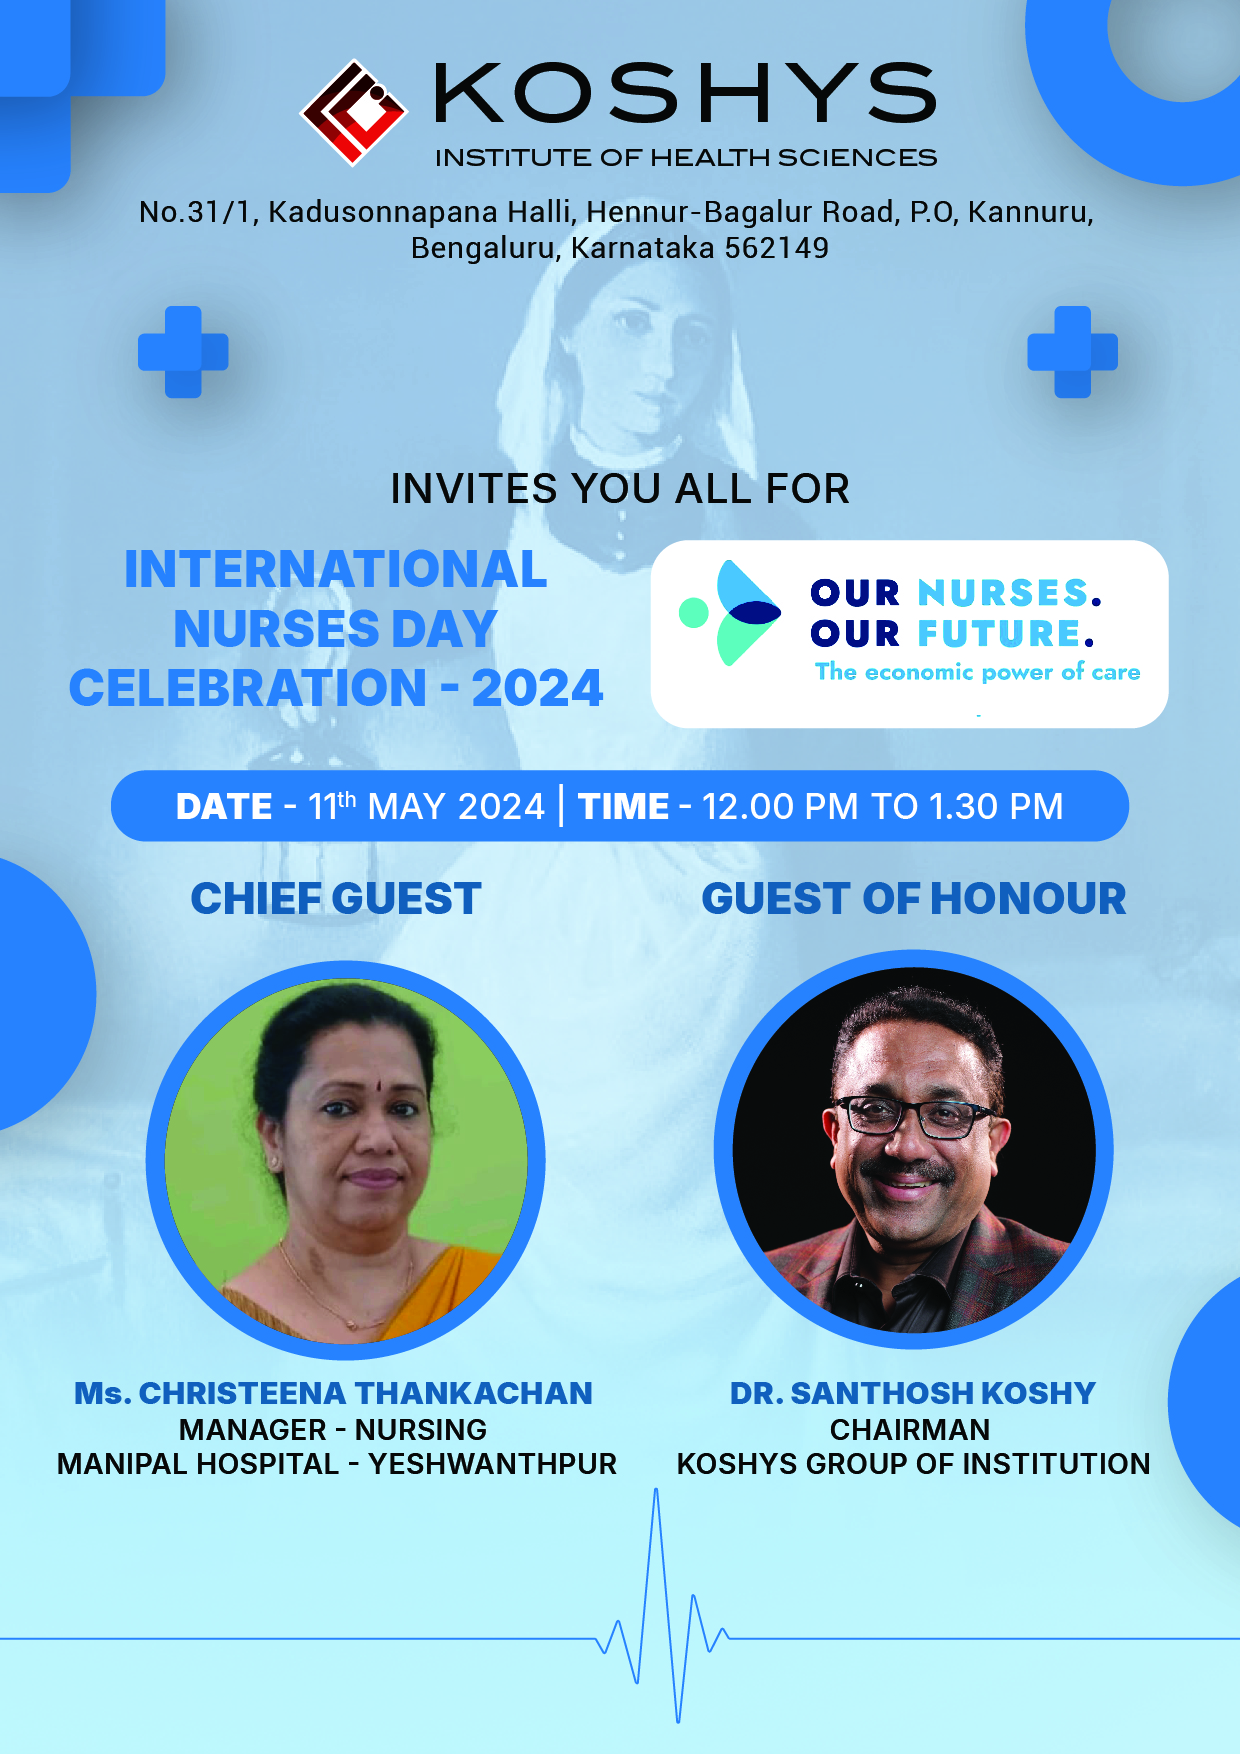 KOSHYS
INSTITUTE OF HEALTH SCIENCES
No.31/1, Kadusonnapana Halli, Hennur-Bagalur Road, P.O, Kannuru,
Bengaluru, Karnataka 562149
INVITES YOU ALL FOR
INTERNATIONAL
NURSES DAY
CELEBRATION - 2024
OUR NURSES.
OUR FUTURE.
The economic power of care
DATE - 11th MAY 2024 | TIME - 12.00 PM TO 1.30 PM
CHIEF GUEST
Ms. CHRISTEENA THANKACHAN
MANAGER - NURSING
MANIPAL HOSPITAL - YESHWANTHPUR
GUEST OF HONOUR
DR. SANTHOSH KOSHY
CHAIRMAN
KOSHYS GROUP OF INSTITUTION